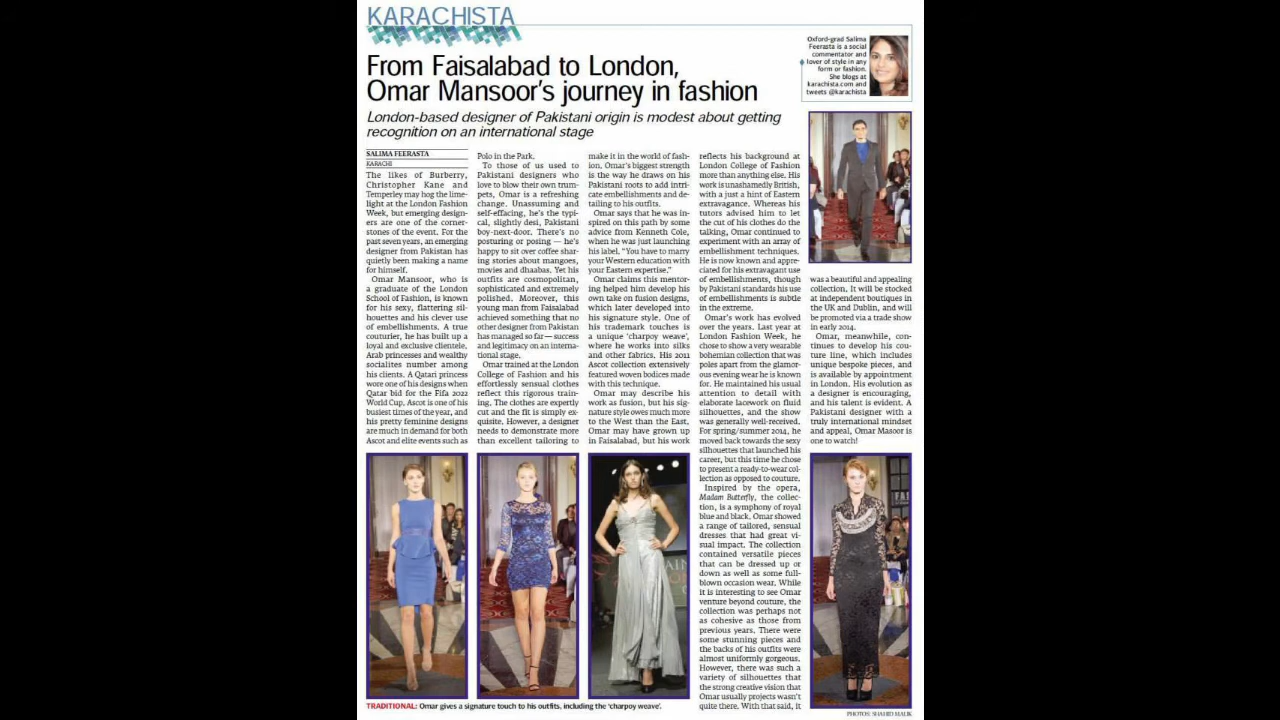 KARACHISTA
Oxford-grad Salima
Feerasta is a social
commentator and
lover of style in any
form or fashion.
She blogs at
karachista.com and
tweets @karachista
From Faisalabad to London,
Omar Mansoor's journey in fashion
London-based designer of Pakistani origin is modest about getting
recognition on an international stage
SALIMA FEERASTA
KARACHI
The likes of Burberry,
Christopher Kane and
Temperley may hog the lime-
light at the London Fashion
Week, but emerging design-
ers are one of the corner-
stones of the event. For the
past seven years, an emerging
designer from Pakistan has
quietly been making a name
for himself.
Omar Mansoor, who is
a graduate of the London
School of Fashion, is known
for his sexy, flattering sil-
houettes and his clever use
of embellishments. A true
couturier, he has built up a
loyal and exclusive clientele.
Arab princesses and wealthy
socialites number among
his clients. A Qatari princess
wore one of his designs when
Qatar bid for the Fifa 2022
World Cup. Ascot is one of his
busiest times of the year, and
his pretty feminine designs
are much in demand for both
Ascot and elite events such as
Polo in the Park.
To those of us used to
Pakistani designers who
love to blow their own trum-
pets, Omar is a refreshing
change. Unassuming and
self-effacing, he's the typi-
cal, slightly desi, Pakistani
boy-next-door. There's no
posturing or posing — he's
happy to sit over coffee shar-
ing stories about mangoes,
movies and dhaabas. Yet his
outfits are cosmopolitan,
sophisticated and extremely
polished. Moreover, this
young man from Faisalabad
achieved something that no
other designer from Pakistan
has managed so far — success
and legitimacy on an interna-
tional stage.
Omar trained at the London
College of Fashion and his
effortlessly sensual clothes
reflect this rigorous train-
ing. The clothes are expertly
cut and the fit is simply ex-
quisite. However, a designer
needs to demonstrate more
than excellent tailoring to
make it in the world of fash-
ion. Omar's biggest strength
is the way he draws on his
Pakistani roots to add intri-
cate embellishments and de-
tailing to his outfits.
Omar says that he was in-
spired on this path by some
advice from Kenneth Cole,
when he was just launching
his label. "You have to marry
your Western education with
your Eastern expertise."
Omar claims this mentor-
ing helped him develop his
own take on fusion designs,
which later developed into
his signature style. One of
his trademark touches is
a unique 'charpoy weave',
where he works into silks
and other fabrics. His 2011
Ascot collection extensively
featured woven bodices made
with this technique.
Omar may describe his
work as fusion, but his sig-
nature style owes much more
to the West than the East.
Omar may have grown up
in Faisalabad, but his work
reflects his background at
London College of Fashion
more than anything else. His
work is unashamedly British,
with a just a hint of Eastern
extravagance. Whereas his
tutors advised him to let
the cut of his clothes do the
talking, Omar continued to
experiment with an array of
embellishment techniques.
He is now known and appre-
ciated for his extravagant use
of embellishments, though
by Pakistani standards his use
of embellishments is subtle
in the extreme.
Omar's work has evolved
over the years. Last year at
London Fashion Week, he
chose to show a very wearable
bohemian collection that was
poles apart from the glamor-
ous evening wear he is known
for. He maintained his usual
attention to detail with
elaborate lacework on fluid
silhouettes, and the show
was generally well-received.
For spring/summer 2014, he
moved back towards the sexy
silhouettes that launched his
career, but this time he chose
to present a ready-to-wear col-
lection as opposed to couture.
Inspired by the opera,
Madam Butterfly, the collec-
tion, is a symphony of royal
blue and black. Omar showed
a range of tailored, sensual
dresses that had great vi-
sual impact. The collection
contained versatile pieces
that can be dressed up or
down as well as some full-
blown occasion wear. While
it is interesting to see Omar
venture beyond couture, the
collection was perhaps not
as cohesive as those from
previous years. There were
some stunning pieces and
the backs of his outfits were
almost uniformly gorgeous.
However, there was such a
variety of silhouettes that
the strong creative vision that
Omar usually projects wasn't
quite there. With that said, it
was a beautiful and appealing
collection. It will be stocked
at independent boutiques in
the UK and Dublin, and will
be promoted via a trade show
in early 2014.
Omar, meanwhile, con-
tinues to develop his cou-
ture line, which includes
unique bespoke pieces, and
is available by appointment
in London. His evolution as
a designer is encouraging,
and his talent is evident. A
Pakistani designer with a
truly international mindset
and appeal, Omar Masoor is
one to watch!
TRADITIONAL: Omar gives a signature touch to his outfits, including the 'charpoy weave'.
PHOTOS: SHAHID MALIK